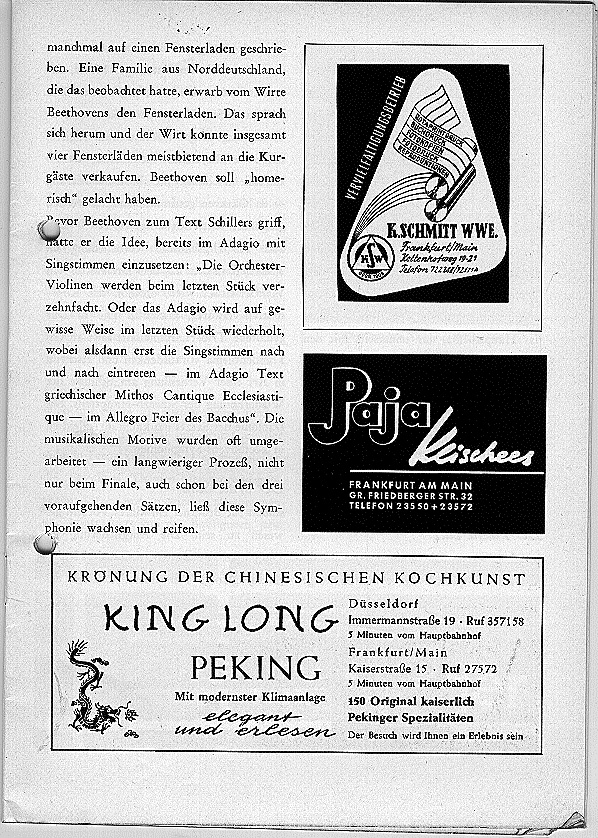 manchmal auf einen Fensterladen geschrie-
ben. Eine Familie aus Norddeutschland,
die das beobachtet hatte, erwarb vom Wirte
Beethovens den Fensterladen. Das sprach
sich herum und der Wirt konnte insgesamt
vier Fensterläden meistbietend an die Kur-
gäste verkaufen. Beethoven soll „home-
risch“ gelacht haben.
Bevor Beethoven zum Text Schillers griff,
hatte er die Idee, bereits im Adagio mit
Singstimmen einzusetzen: „Die Orchester-
Violinen werden beim letzten Stück ver-
zehnfacht. Oder das Adagio wird auf ge-
wisse Weise im letzten Stück wiederholt,
wobei alsdann erst die Singstimmen nach
und nach eintreten — im Adagio Text
griechischer Mithos Cantique Ecclesiasti-
que — im Allegro Feier des Bacchus“. Die
musikalischen Motive wurden oft umge-
arbeitet — ein langwieriger Prozeß, nicht
nur beim Finale, auch schon bei den drei
voraufgehenden Sätzen, ließ diese Sym-
phonie wachsen und reifen.
VERVIELFÄLTIGUNGSBETRIEB
K.SCHMITT WWE.
Frankfurt/Main
Kettenhofweg 19-21
Telefon
KSW
Paja
Klischees
FRANKFURT AM MAIN
GR. FRIEDBERGER STR. 32
TELEFON 23550+23572
KRÖNUNG DER CHINESISCHEN KOCHKUNST
KING LONG
PEKING
Mit modernster Klimaanlage
elegant
und erlesen
Düsseldorf
Immermannstraße 19 · Ruf 357158
5 Minuten vom Hauptbahnhof
Frankfurt/Main
Kaiserstraße 15 · Ruf 27572
5 Minuten vom Hauptbahnhof
150 Original kaiserlich
Pekinger Spezialitäten
Der Besuch wird Ihnen ein Erlebnis sein